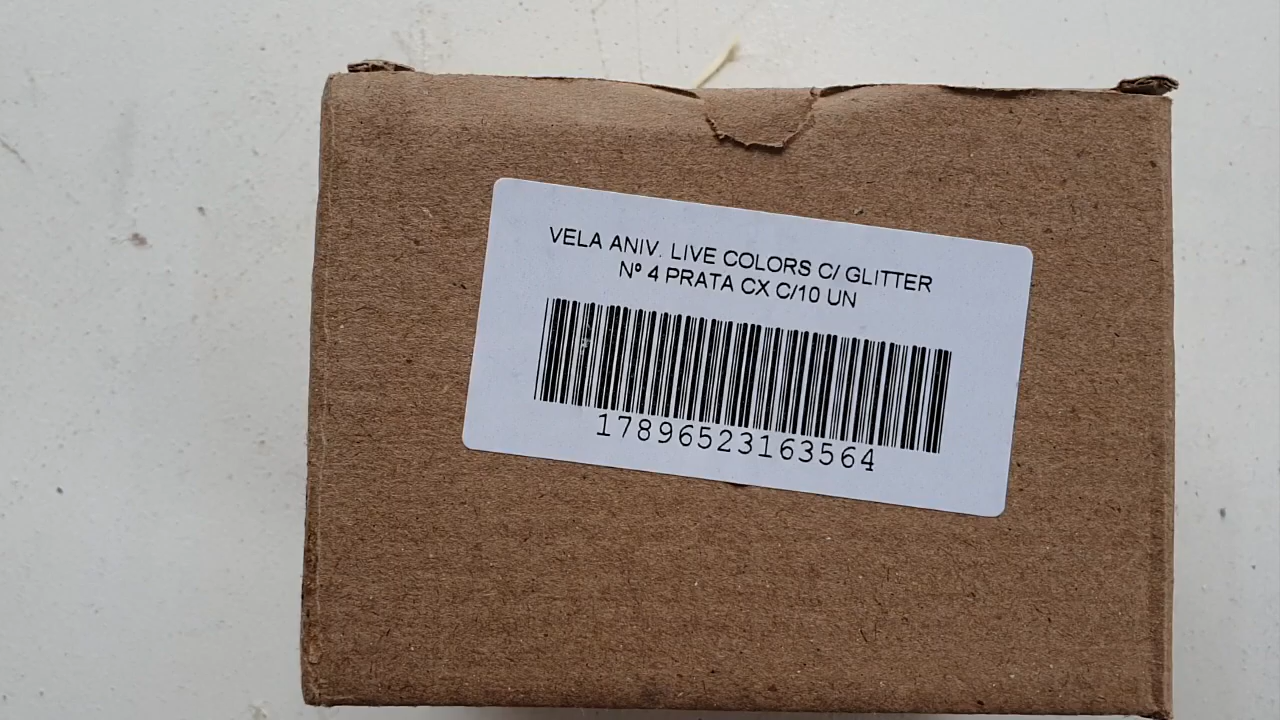 VELA ANIV. LIVE COLORS C/ GLITTER
Nº 4 PRATA CX C/10 UN
17896523163564